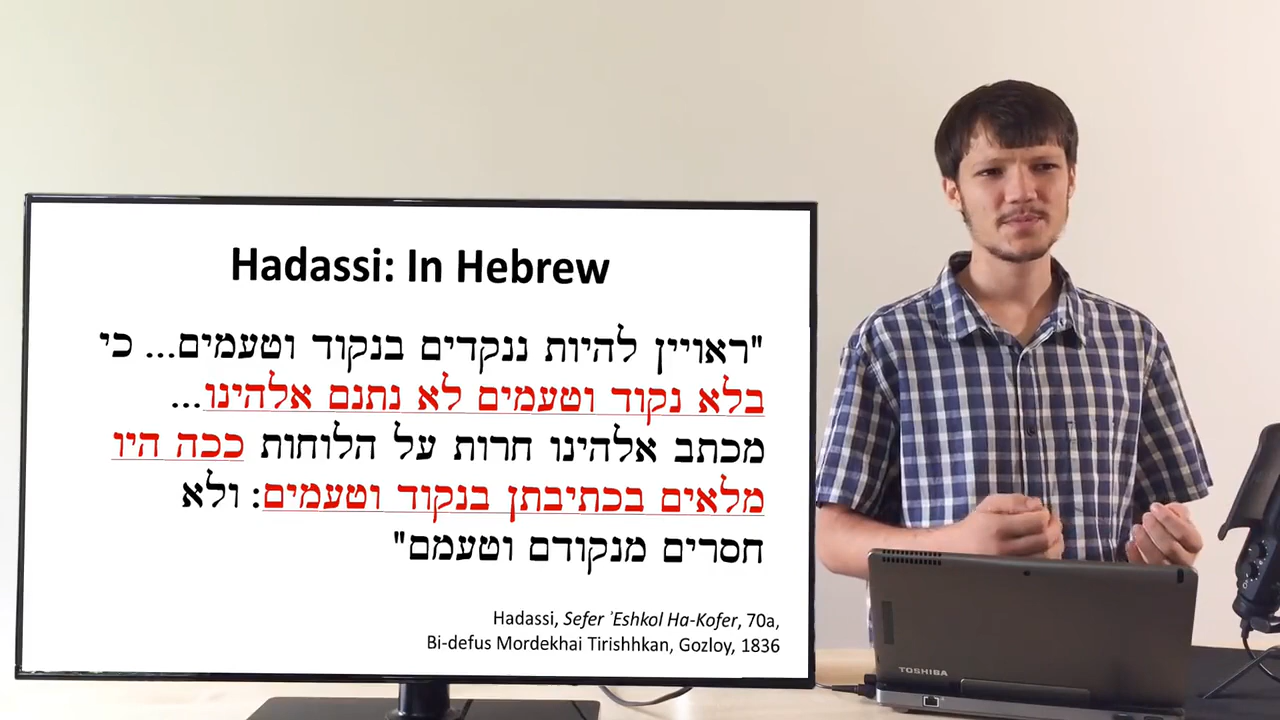 Hadassi: In Hebrew
"ראויין להיות ננקדים בנקוד וטעמים... כי
בלא נקוד וטעמים לא נתנם אלהינו...
מכתב אלהינו חרות על הלוחות ככה היו
מלאים בכתיבתן בנקוד וטעמים: ולא
חסרים מנקודם וטעמם"
Hadassi, Sefer ʾEshkol Ha-Kofer, 70a,
Bi-defus Mordekhai Tirishhkan, Gozloy, 1836
TOSHIBA